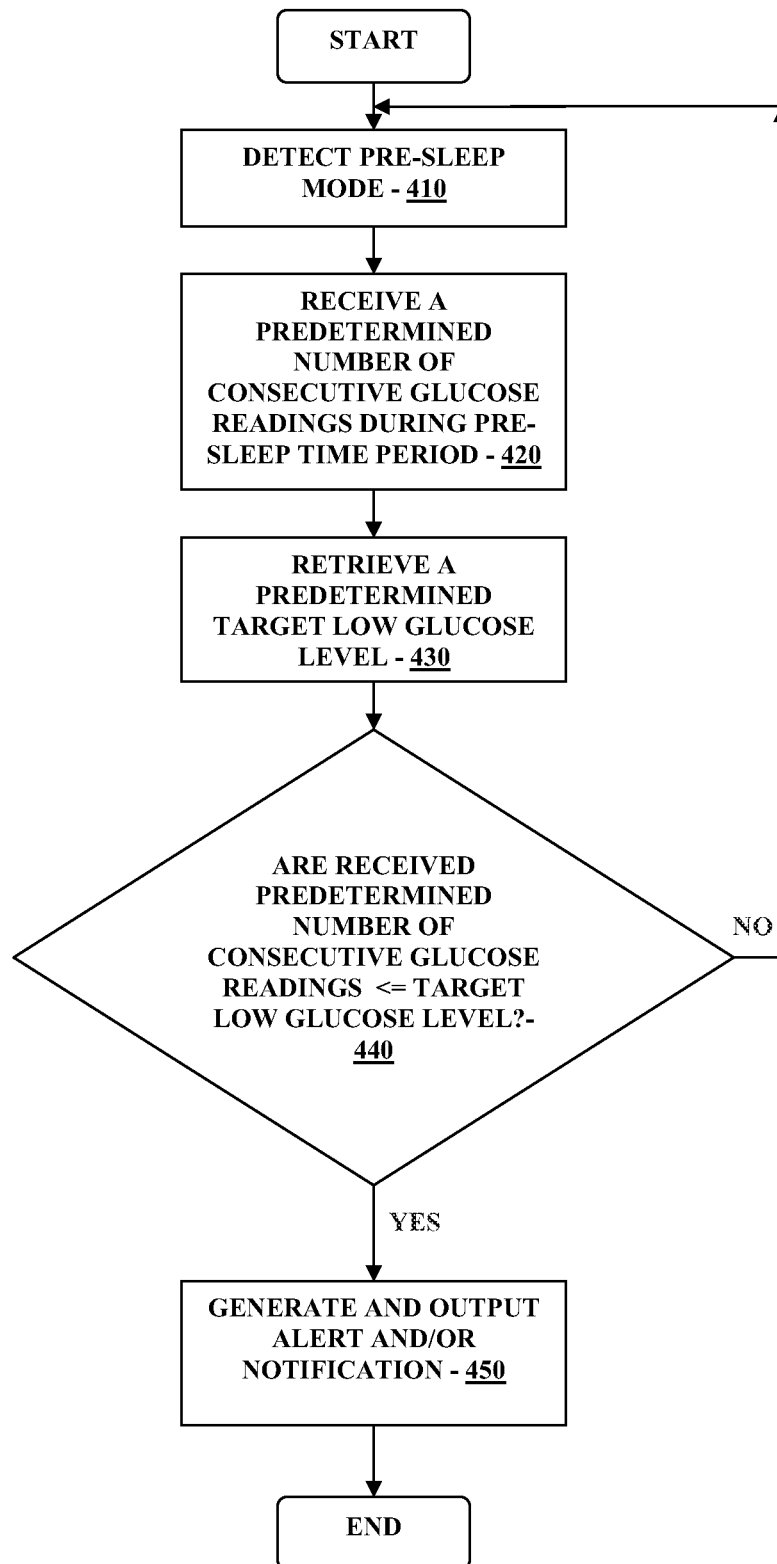 START
DETECT PRE-SLEEP
MODE - 410
RECEIVE A
PREDETERMINED
NUMBER OF
CONSECUTIVE GLUCOSE
READINGS DURING PRE-
SLEEP TIME PERIOD - 420
RETRIEVE A
PREDETERMINED
TARGET LOW GLUCOSE
LEVEL - 430
ARE RECEIVED
PREDETERMINED
NUMBER OF
CONSECUTIVE GLUCOSE
READINGS <= TARGET
LOW GLUCOSE LEVEL?-
440
NO
YES
GENERATE AND OUTPUT
ALERT AND/OR
NOTIFICATION - 450
END